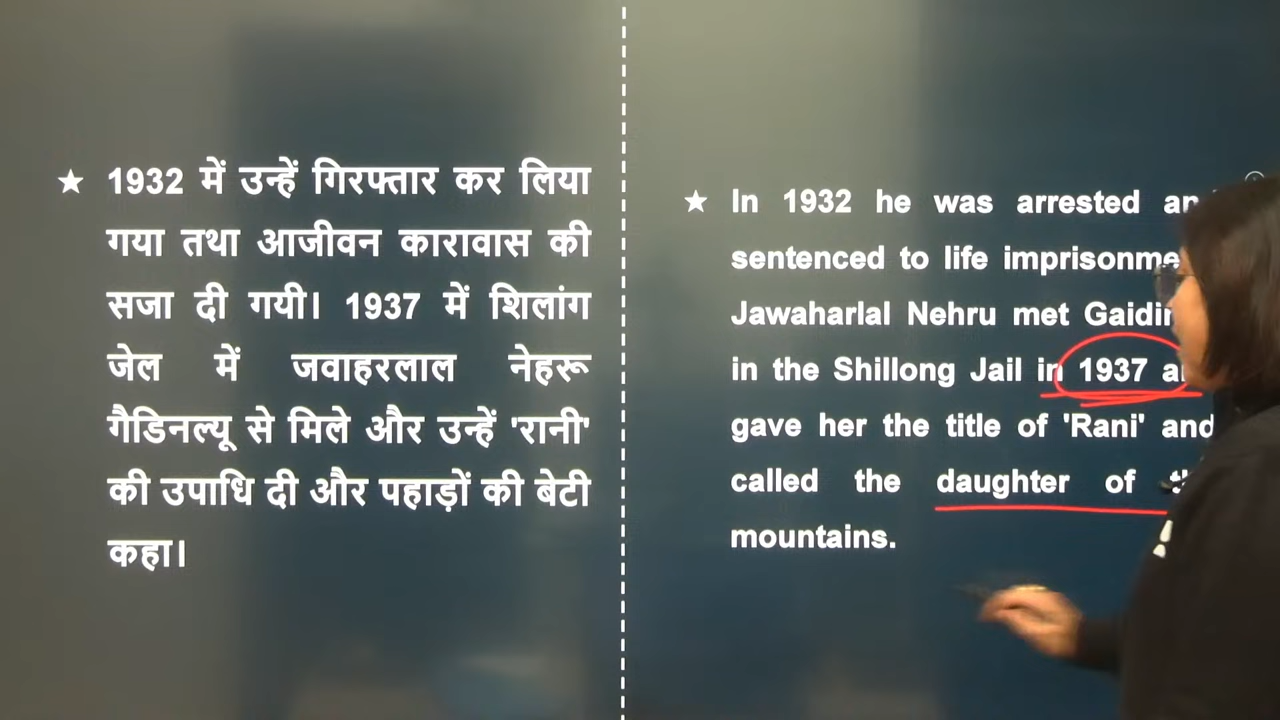 ★ 1932 में उन्हें गिरफ्तार कर लिया
गया तथा आजीवन कारावास की
सजा दी गयी। 1937 में शिलांग
जेल में जवाहरलाल नेहरू
गैडिनल्यू से मिले और उन्हें 'रानी'
की उपाधि दी और पहाड़ों की बेटी
कहा।
★ In 1932 he was arrested
sentenced to life
Jawaharlal Nehru met
in the Shillong Jail in 1937
gave her the title of 'Rani' and
called the daughter of
mountains.